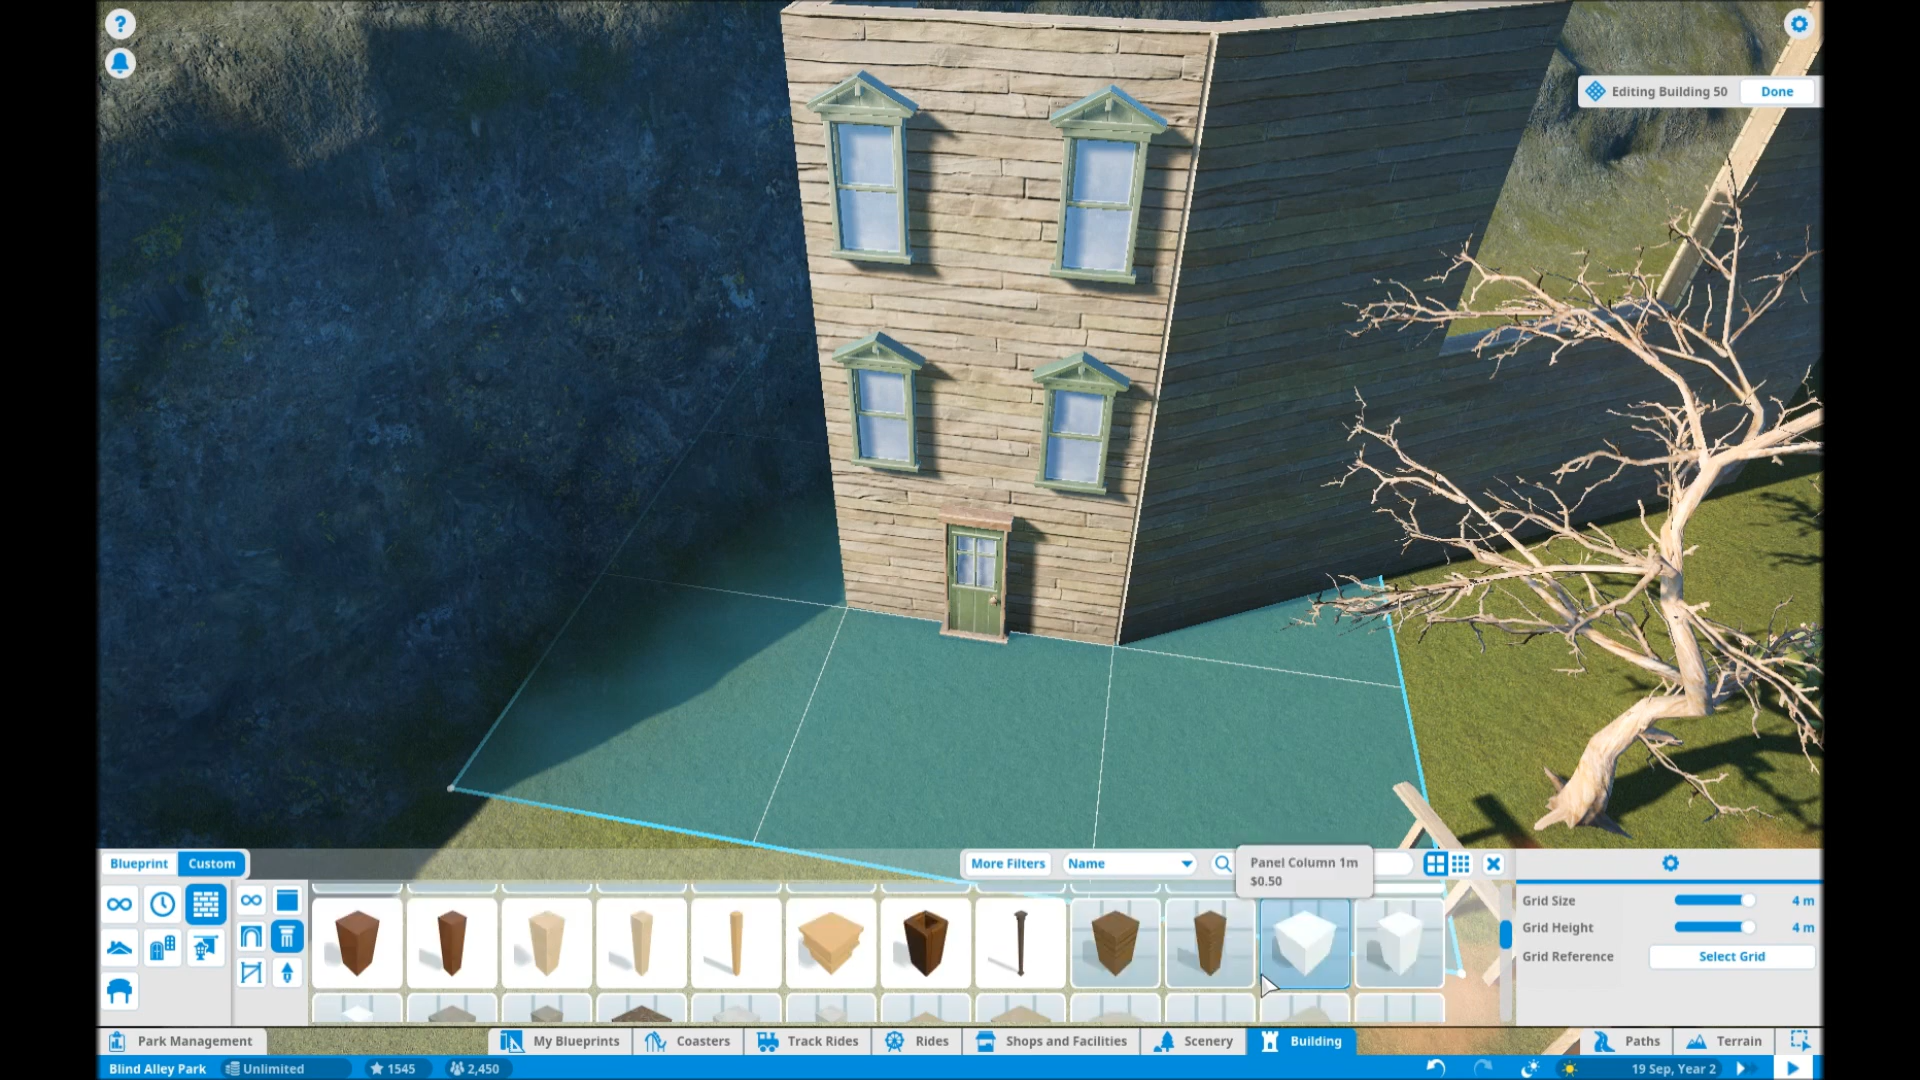 ?
Editing Building 50
Done
Blueprint
Custom
More Filters
Name
Panel Column 1m
$0.50
Grid Size
4 m
Grid Height
4 m
Grid Reference
Select Grid
Park Management
My Blueprints
Coasters
Track Rides
Rides
Shops and Facilities
Scenery
Building
Paths
Terrain
Blind Alley Park
Unlimited
1545
2,450
19 Sep, Year 2